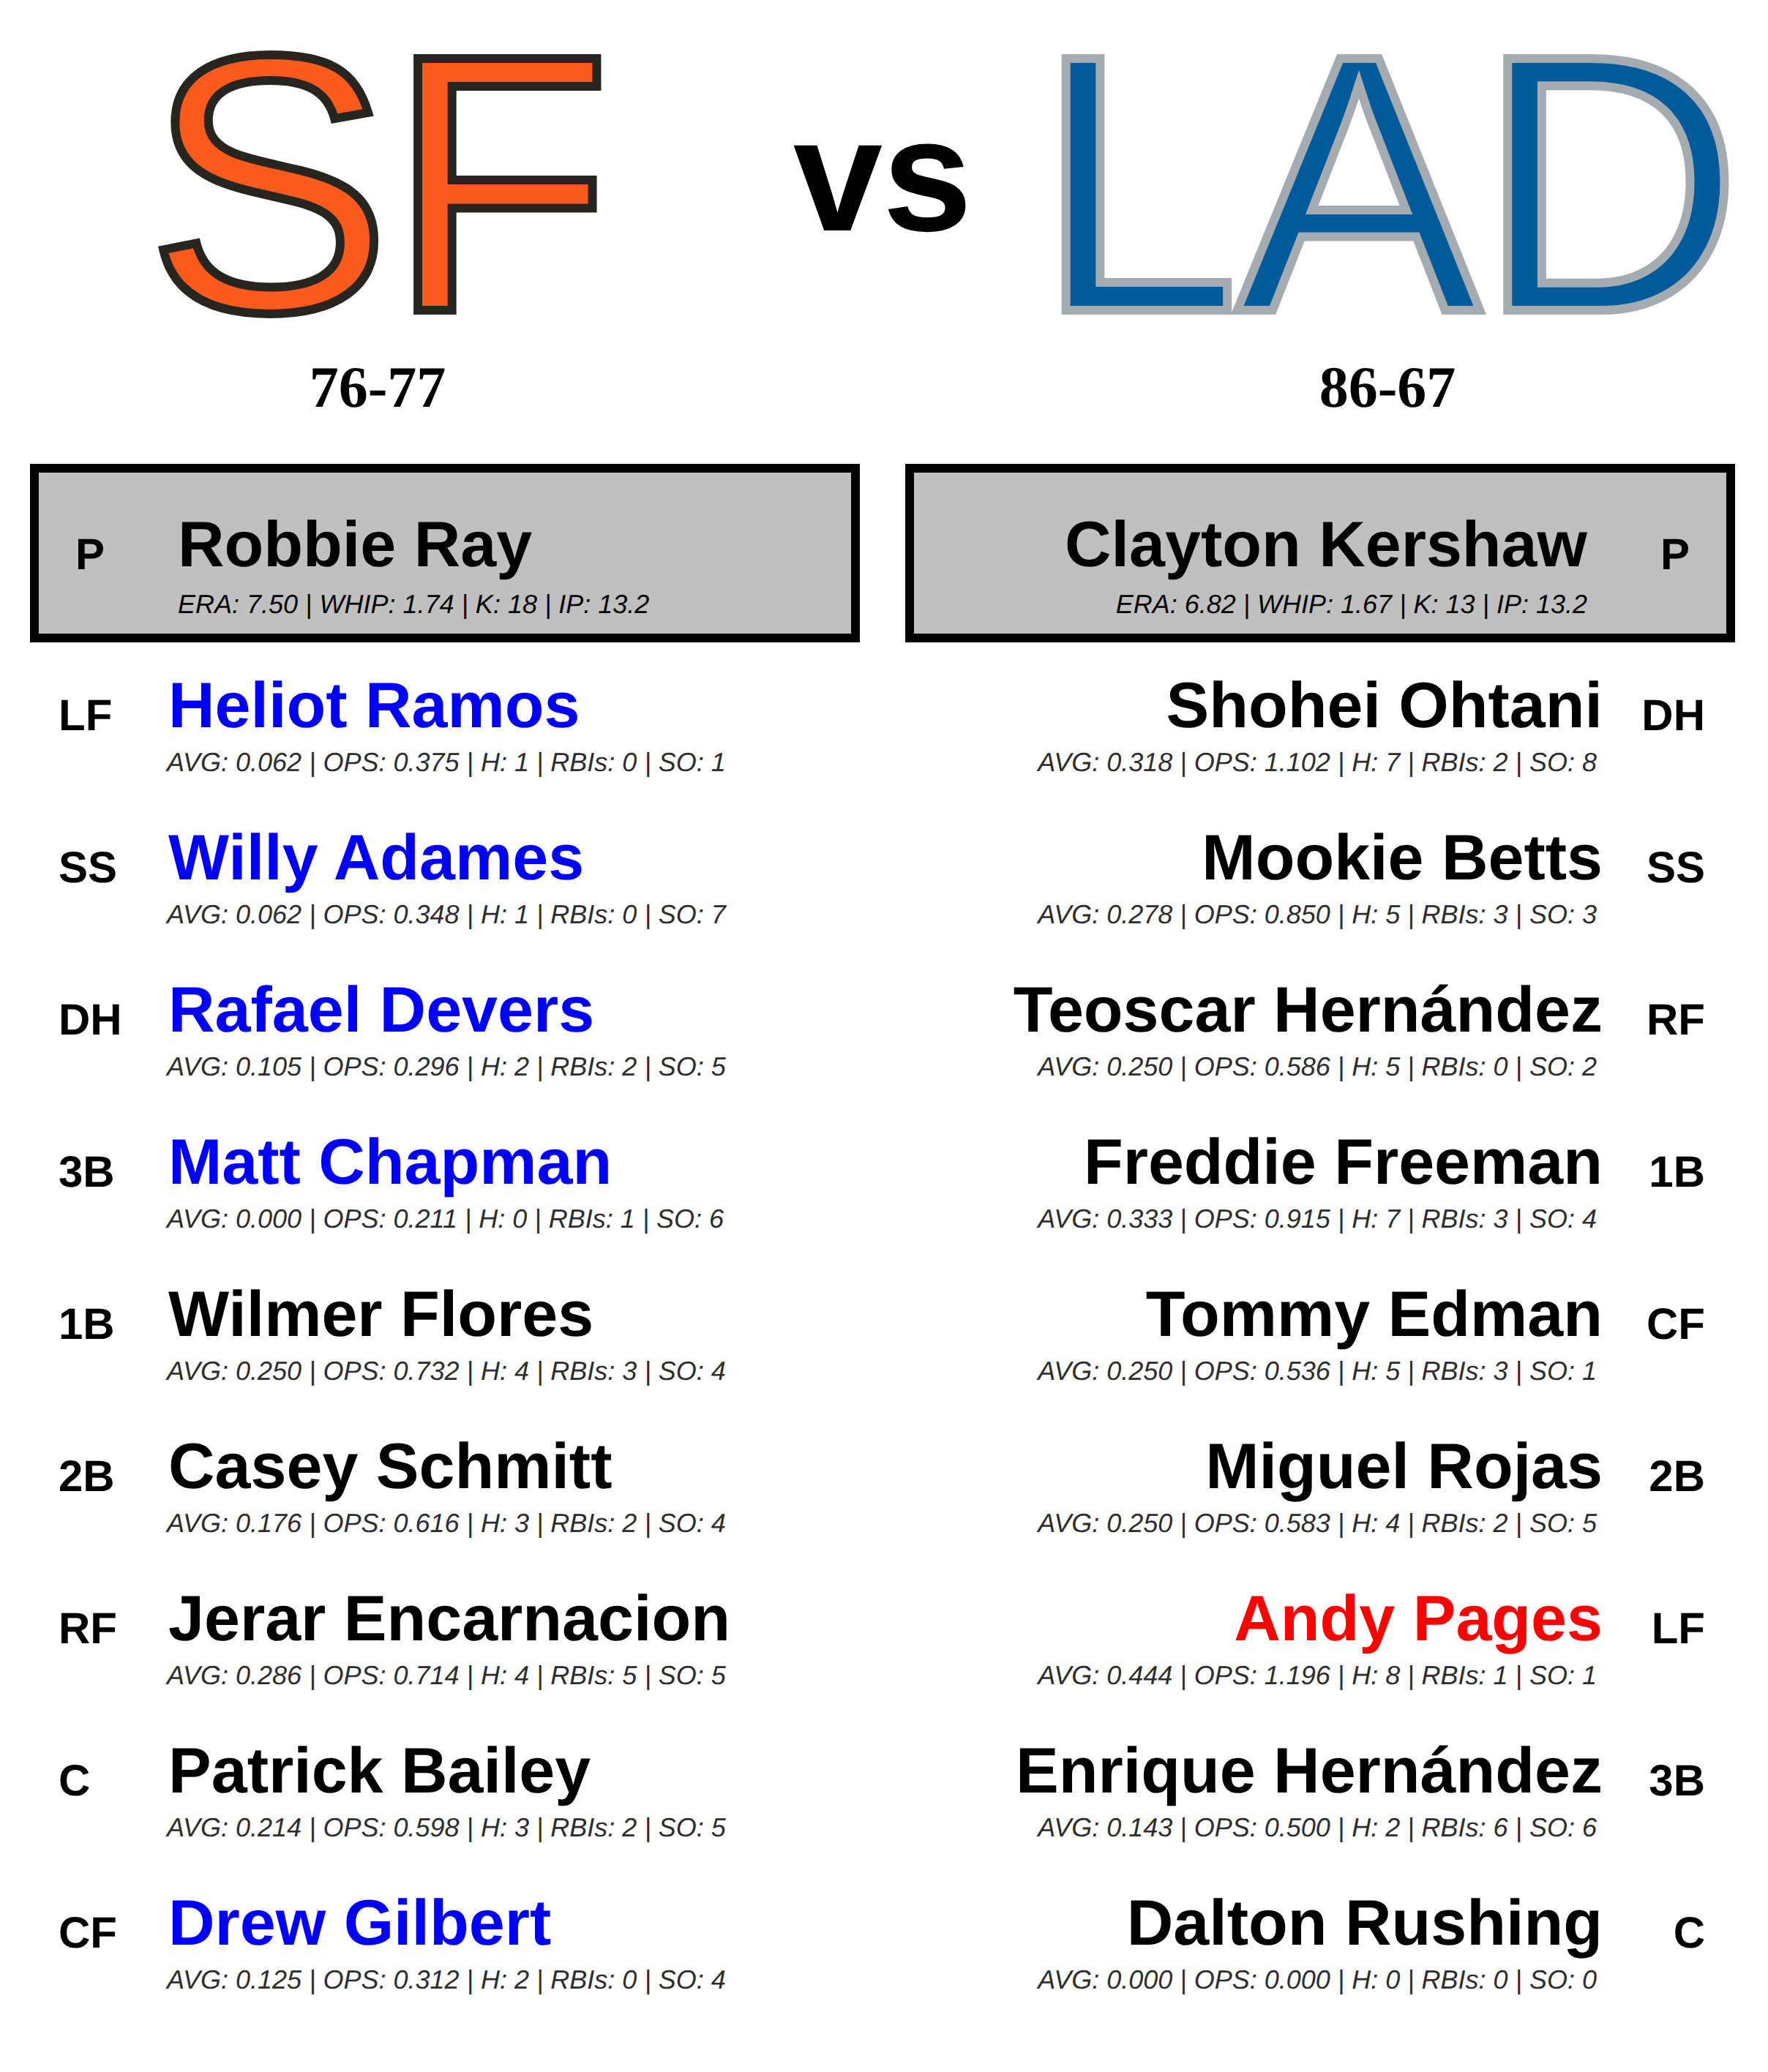 SF vs LAD
76-77 86-67
P Robbie Ray
ERA: 7.50 | WHIP: 1.74 | K: 18 | IP: 13.2
Clayton Kershaw P
ERA: 6.82 | WHIP: 1.67 | K: 13 | IP: 13.2
LF Heliot Ramos
AVG: 0.062 | OPS: 0.375 | H: 1 | RBIs: 0 | SO: 1
SS Willy Adames
AVG: 0.062 | OPS: 0.348 | H: 1 | RBIs: 0 | SO: 7
DH Rafael Devers
AVG: 0.105 | OPS: 0.296 | H: 2 | RBIs: 2 | SO: 5
3B Matt Chapman
AVG: 0.000 | OPS: 0.211 | H: 0 | RBIs: 1 | SO: 6
1B Wilmer Flores
AVG: 0.250 | OPS: 0.732 | H: 4 | RBIs: 3 | SO: 4
2B Casey Schmitt
AVG: 0.176 | OPS: 0.616 | H: 3 | RBIs: 2 | SO: 4
RF Jerar Encarnacion
AVG: 0.286 | OPS: 0.714 | H: 4 | RBIs: 5 | SO: 5
C Patrick Bailey
AVG: 0.214 | OPS: 0.598 | H: 3 | RBIs: 2 | SO: 5
CF Drew Gilbert
AVG: 0.125 | OPS: 0.312 | H: 2 | RBIs: 0 | SO: 4
Shohei Ohtani DH
AVG: 0.318 | OPS: 1.102 | H: 7 | RBIs: 2 | SO: 8
Mookie Betts SS
AVG: 0.278 | OPS: 0.850 | H: 5 | RBIs: 3 | SO: 3
Teoscar Hernández RF
AVG: 0.250 | OPS: 0.586 | H: 5 | RBIs: 0 | SO: 2
Freddie Freeman 1B
AVG: 0.333 | OPS: 0.915 | H: 7 | RBIs: 3 | SO: 4
Tommy Edman CF
AVG: 0.250 | OPS: 0.536 | H: 5 | RBIs: 3 | SO: 1
Miguel Rojas 2B
AVG: 0.250 | OPS: 0.583 | H: 4 | RBIs: 2 | SO: 5
Andy Pages LF
AVG: 0.444 | OPS: 1.196 | H: 8 | RBIs: 1 | SO: 1
Enrique Hernández 3B
AVG: 0.143 | OPS: 0.500 | H: 2 | RBIs: 6 | SO: 6
Dalton Rushing C
AVG: 0.000 | OPS: 0.000 | H: 0 | RBIs: 0 | SO: 0